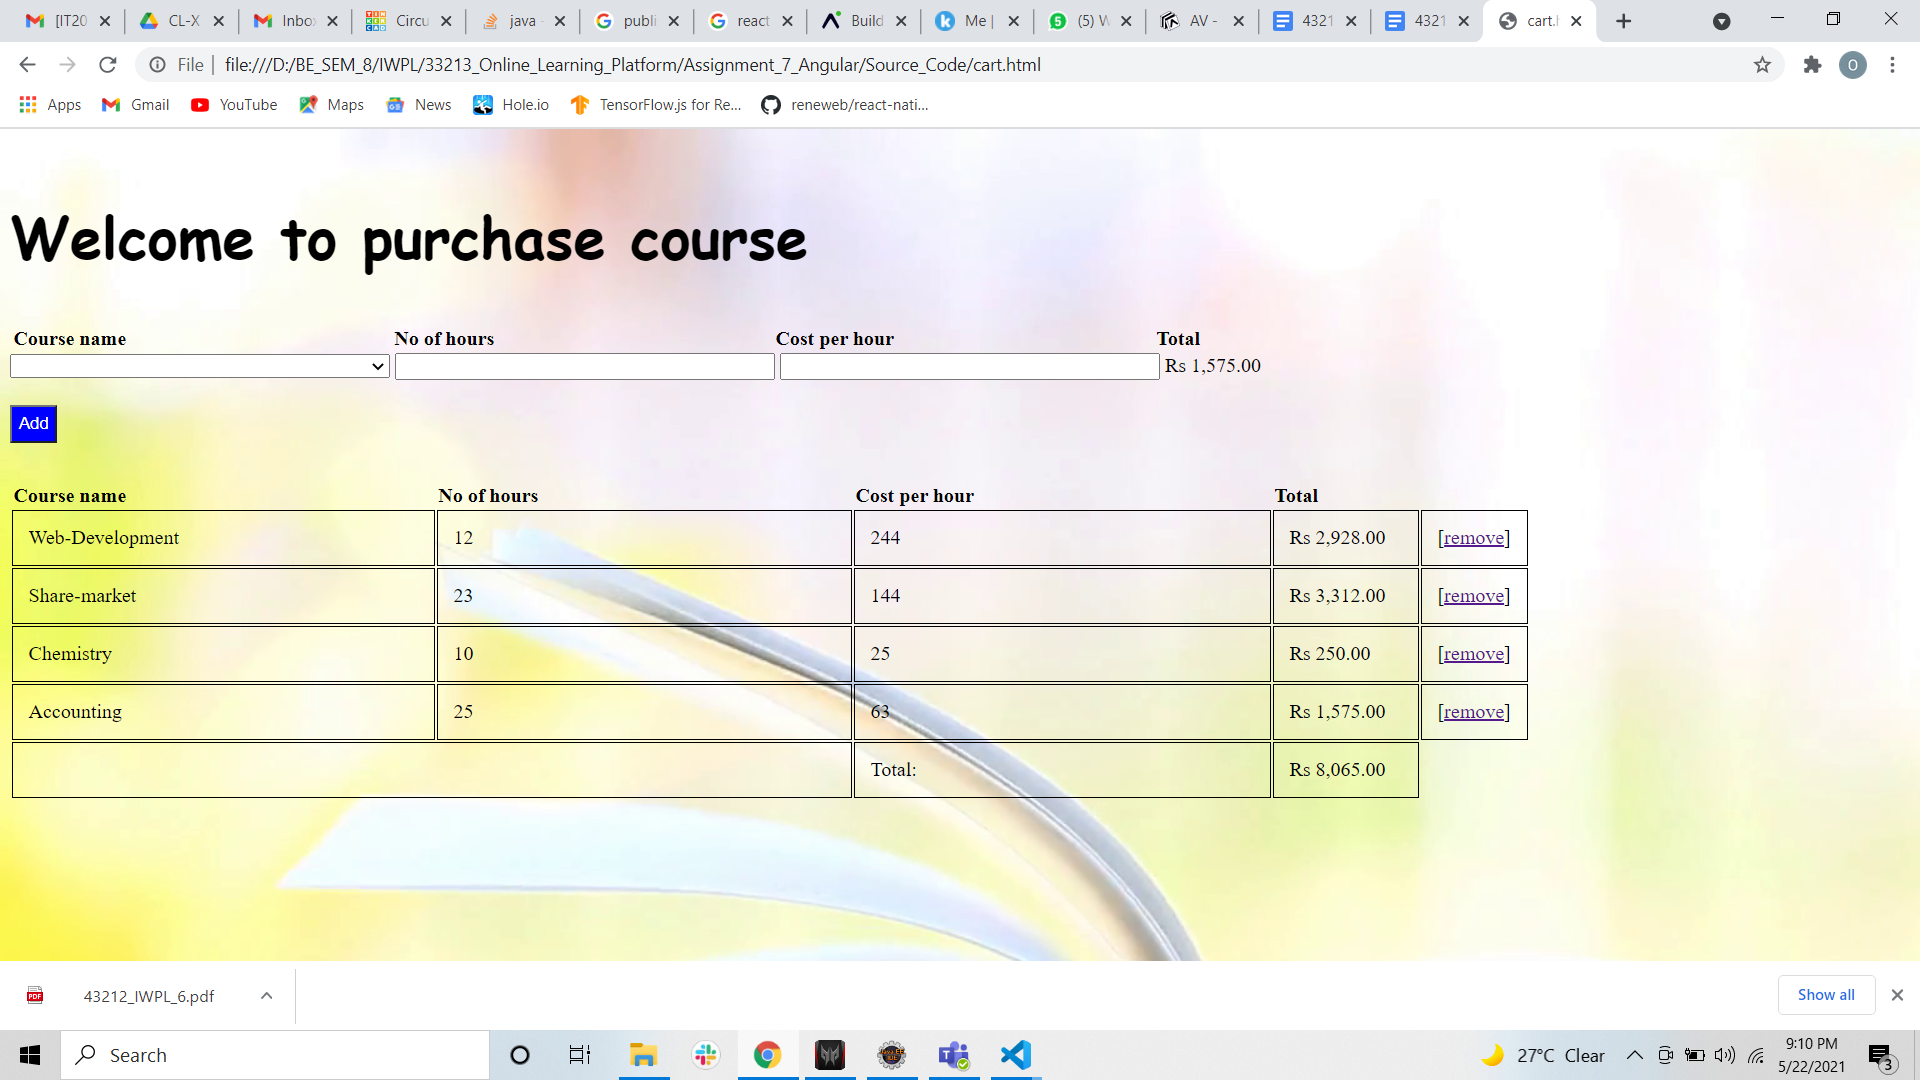 [IT20 CL-X Inbo Circu java publi react Build Me | (5) W AV - 4321 4321 cart.h
File file:///D:/BE_SEM_8/IWPL/33213_Online_Learning_Platform/Assignment_7_Angular/Source_Code/cart.html O
Apps Gmail YouTube Maps News Hole.io TensorFlow.js for Re... reneweb/react-nati...
Welcome to purchase course
Course name No of hours Cost per hour Total
Rs 1,575.00
Add
Course name No of hours Cost per hour Total
Web-Development 12 244 Rs 2,928.00 [remove]
Share-market 23 144 Rs 3,312.00 [remove]
Chemistry 10 25 Rs 250.00 [remove]
Accounting 25 63 Rs 1,575.00 [remove]
Total: Rs 8,065.00
43212_IWPL_6.pdf Show all
Search 27°C Clear 9:10 PM
5/22/2021 3